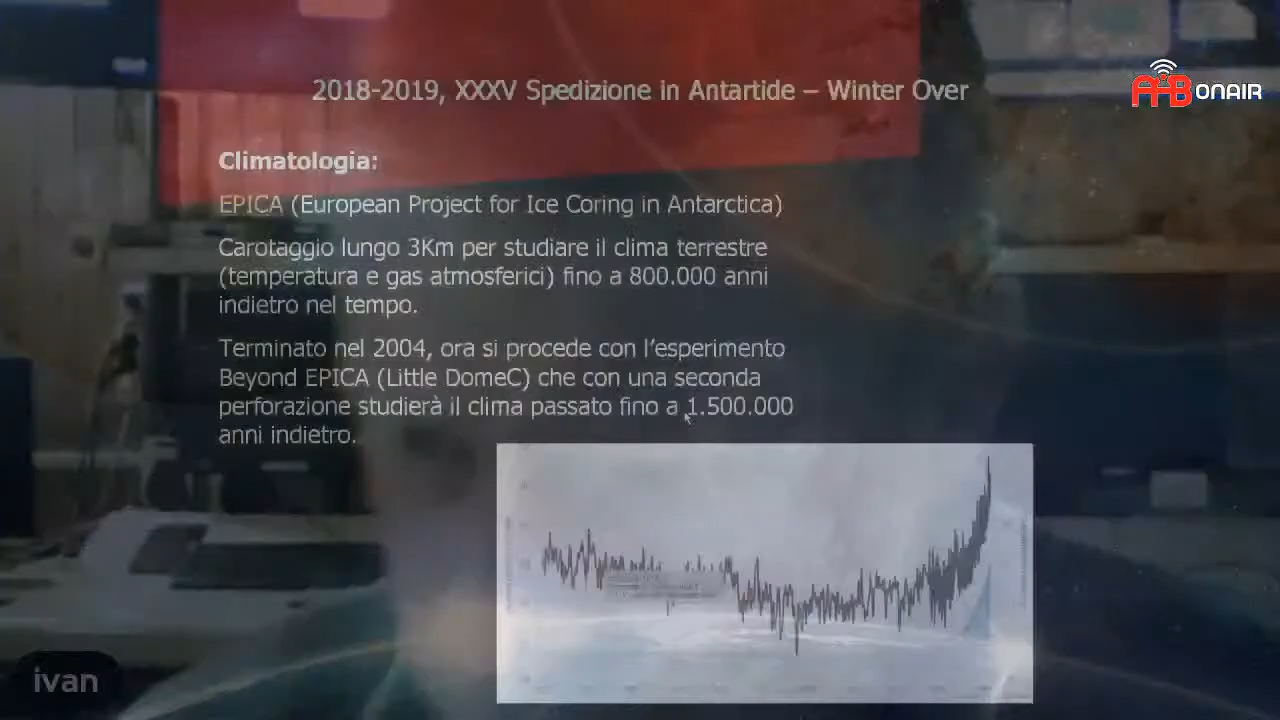 2018-2019, XXXV Spedizione in Antartide – Winter Over
AIB ONAIR
Climatologia:
EPICA (European Project for Ice Coring in Antarctica)
Carotaggio lungo 3Km per studiare il clima terrestre
(temperatura e gas atmosferici) fino a 800.000 anni
indietro nel tempo.
Terminato nel 2004, ora si procede con l’esperimento
Beyond EPICA (Little DomeC) che con una seconda
perforazione studierà il clima passato fino a 1.500.000
anni indietro.
ivan